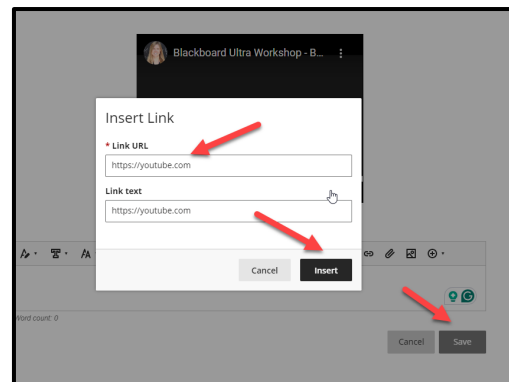 Blackboard Ultra Workshop - B...
Insert Link
* Link URL
https://youtube.com
Link text
https://youtube.com
Cancel Insert
Word count: 0
Cancel Save